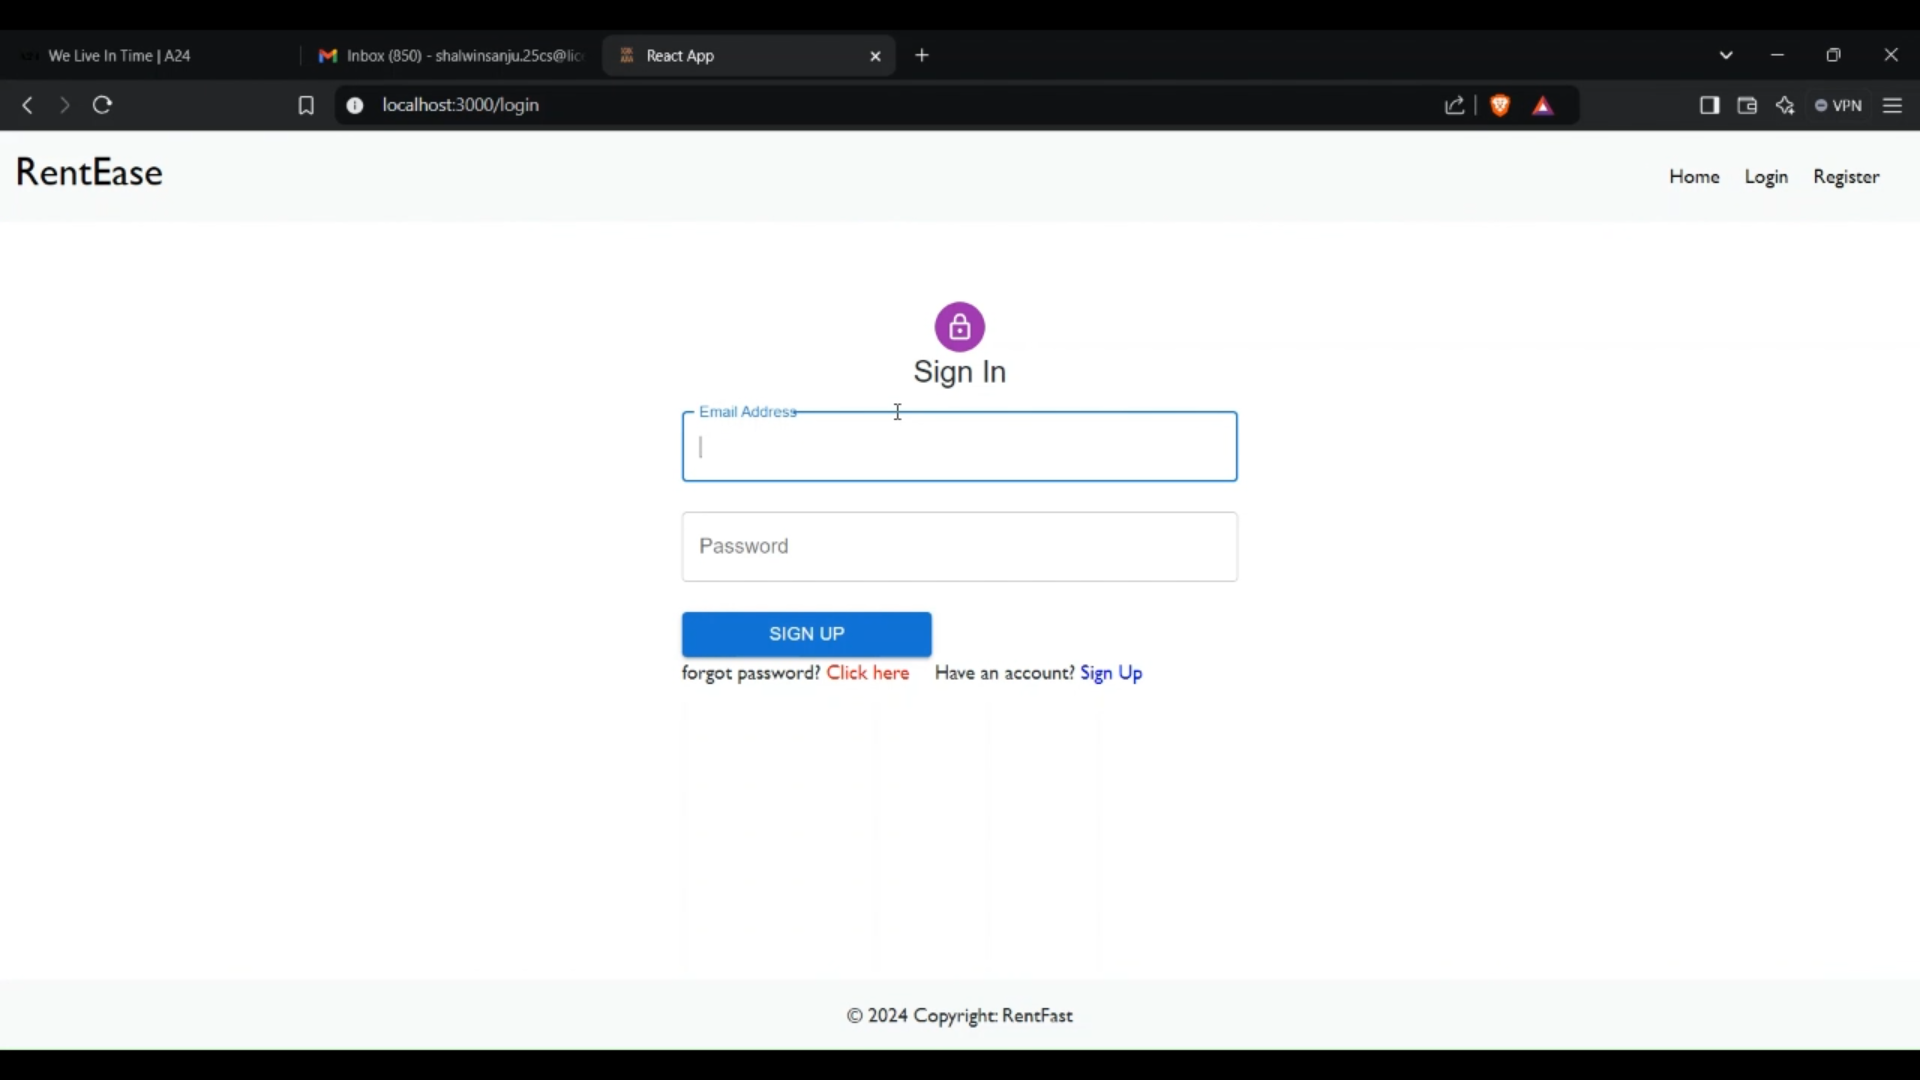 We Live In Time | A24
Inbox (850) - shalwinsanju.25cs@lic
React App
localhost:3000/login
VPN
RentEase
Home Login Register
Sign In
Email Address
Password
SIGN UP
forgot password? Click here Have an account? Sign Up
© 2024 Copyright: RentFast